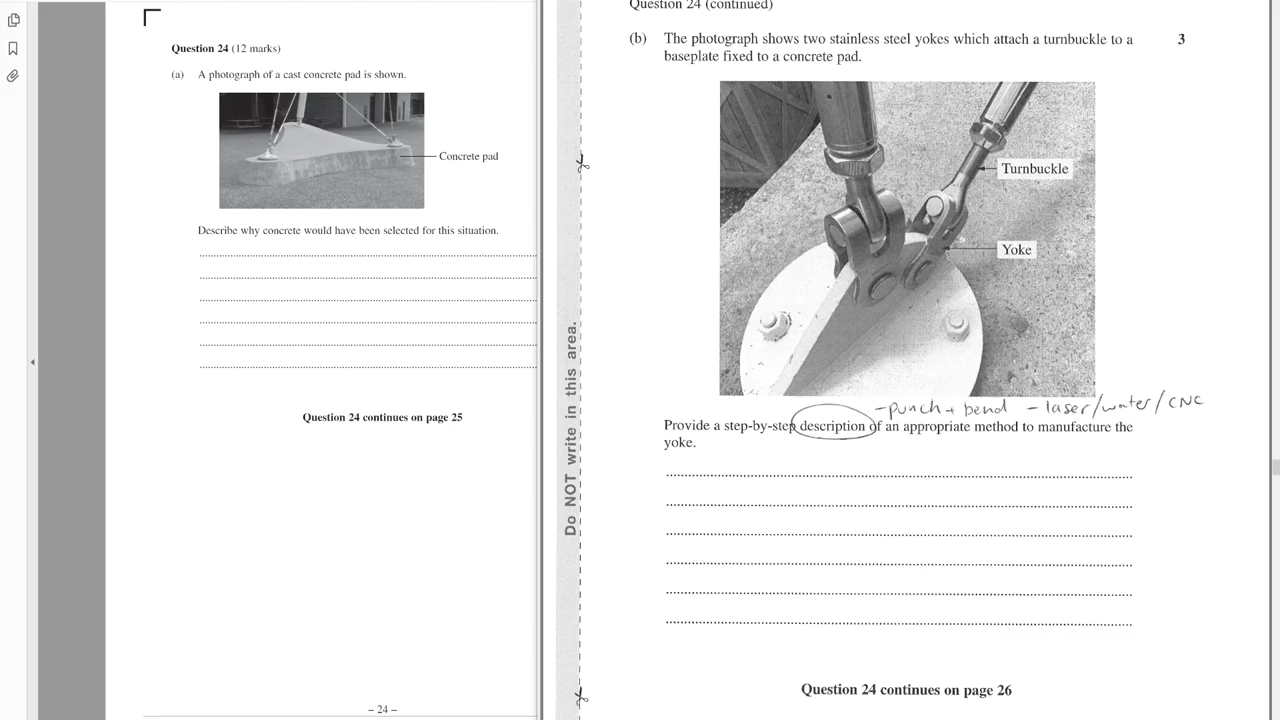 Question 24 (12 marks)
(a) A photograph of a cast concrete pad is shown.
Concrete pad
Describe why concrete would have been selected for this situation.
Question 24 continues on page 25
– 24 –
Do NOT write in this area.
Question 24 (continued)
(b) The photograph shows two stainless steel yokes which attach a turnbuckle to a 3
baseplate fixed to a concrete pad.
Turnbuckle
Yoke
- punch + bend - laser/water/CNC
Provide a step-by-step description of an appropriate method to manufacture the
yoke.
Question 24 continues on page 26